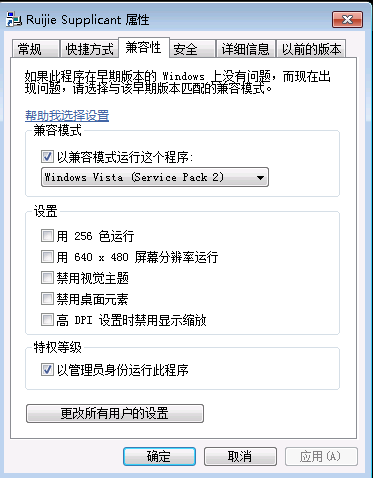 Ruijie Supplicant 属性
常规 快捷方式 兼容性 安全 详细信息 以前的版本
如果此程序在早期版本的 Windows 上没有问题，而现在出
现问题，请选择与该早期版本匹配的兼容模式。
帮助我选择设置
兼容模式
以兼容模式运行这个程序:
Windows Vista (Service Pack 2)
设置
用 256 色运行
用 640 x 480 屏幕分辨率运行
禁用视觉主题
禁用桌面元素
高 DPI 设置时禁用显示缩放
特权等级
以管理员身份运行此程序
更改所有用户的设置
确定 取消 应用(A)